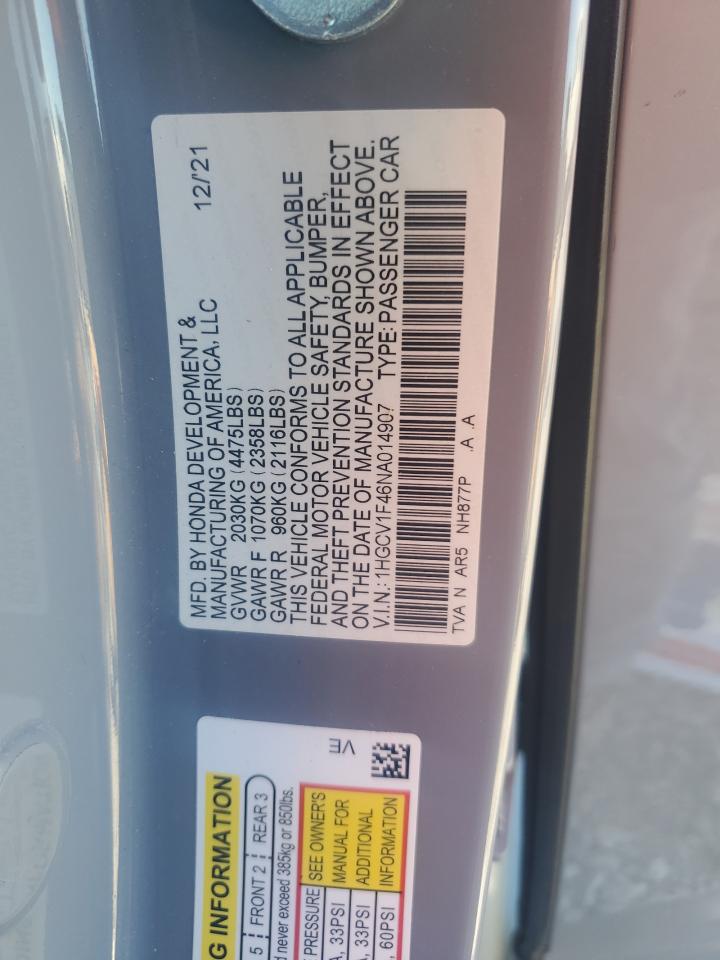 MFD. BY HONDA DEVELOPMENT &
MANUFACTURING OF AMERICA, LLC 12/'21
GVWR 2030KG (4475LBS)
GAWR F 1070KG (2358LBS)
GAWR R 960KG (2116LBS)
THIS VEHICLE CONFORMS TO ALL APPLICABLE
FEDERAL MOTOR VEHICLE SAFETY, BUMPER,
AND THEFT PREVENTION STANDARDS IN EFFECT
ON THE DATE OF MANUFACTURE SHOWN ABOVE.
V.I.N.: 1HGCV1F46NA014907 TYPE: PASSENGER CAR
TVA N AR5 NH877P .A .A
G INFORMATION
5 FRONT 2 REAR 3
never exceed 385kg or 850lbs.
PRESSURE SEE OWNER'S
33PSI MANUAL FOR
33PSI ADDITIONAL
60PSI INFORMATION
VE